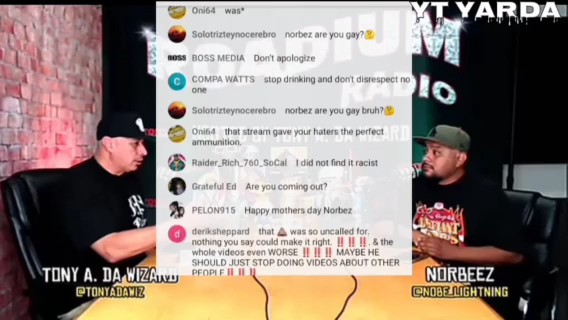 YT YARDA
Oni64 was*
Solotrizteynocerebro norbez are you gay?🤔
BOSS BOSS MEDIA Don't apologize
C COMPA WATTS stop drinking and don't disrespect no
one
Solotrizteynocerebro norbez are you gay bruh?🤔
Oni64 that stream gave your haters the perfect
ammunition.
Raider_Rich_760_SoCal I did not find it racist
Grateful Ed Are you coming out?
PELON915 Happy mothers day Norbez
d deriksheppard that 💩 was so uncalled for.
nothing you say could make it right. ‼️‼️‼️. & the
whole videos even WORSE ‼️‼️‼️ MAYBE HE
SHOULD JUST STOP DOING VIDEOS ABOUT OTHER
PEOPLE‼️‼️‼️
RADIO
TONY A. DA WIZARD
@TONYADAWIZ
NORBEEZ
@NOBE_LIGHTNING